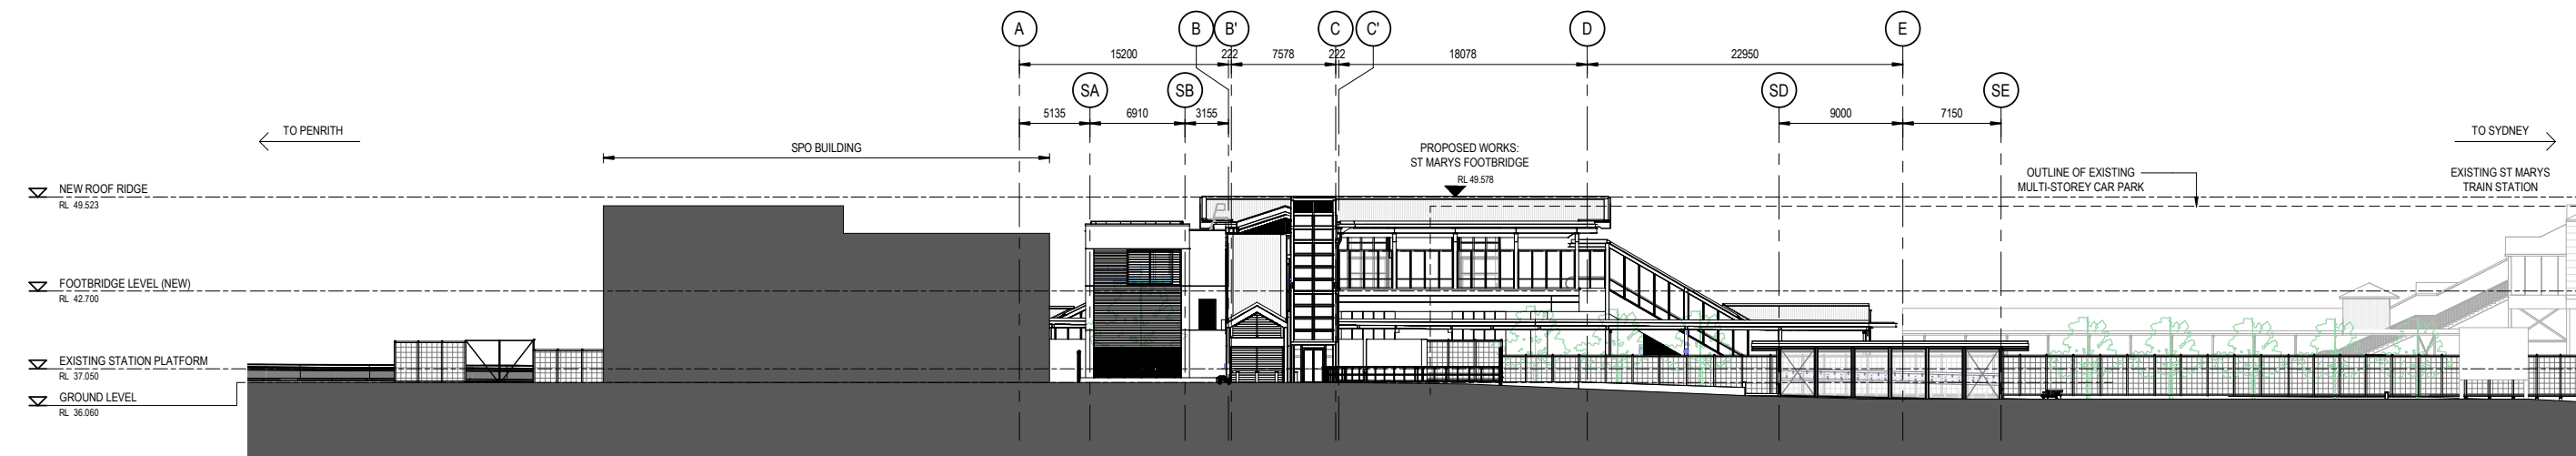 A
B
B'
C
C'
D
E
15200
222
7578
222
18078
22950
SA
SB
SD
SE
5135
6910
3155
9000
7150
TO PENRITH
SPO BUILDING
PROPOSED WORKS:
ST MARYS FOOTBRIDGE
RL 49.578
TO SYDNEY
OUTLINE OF EXISTING
MULTI-STOREY CAR PARK
EXISTING ST MARYS
TRAIN STATION
NEW ROOF RIDGE
RL 49.523
FOOTBRIDGE LEVEL (NEW)
RL 42.700
EXISTING STATION PLATFORM
RL 37.050
GROUND LEVEL
RL 36.060